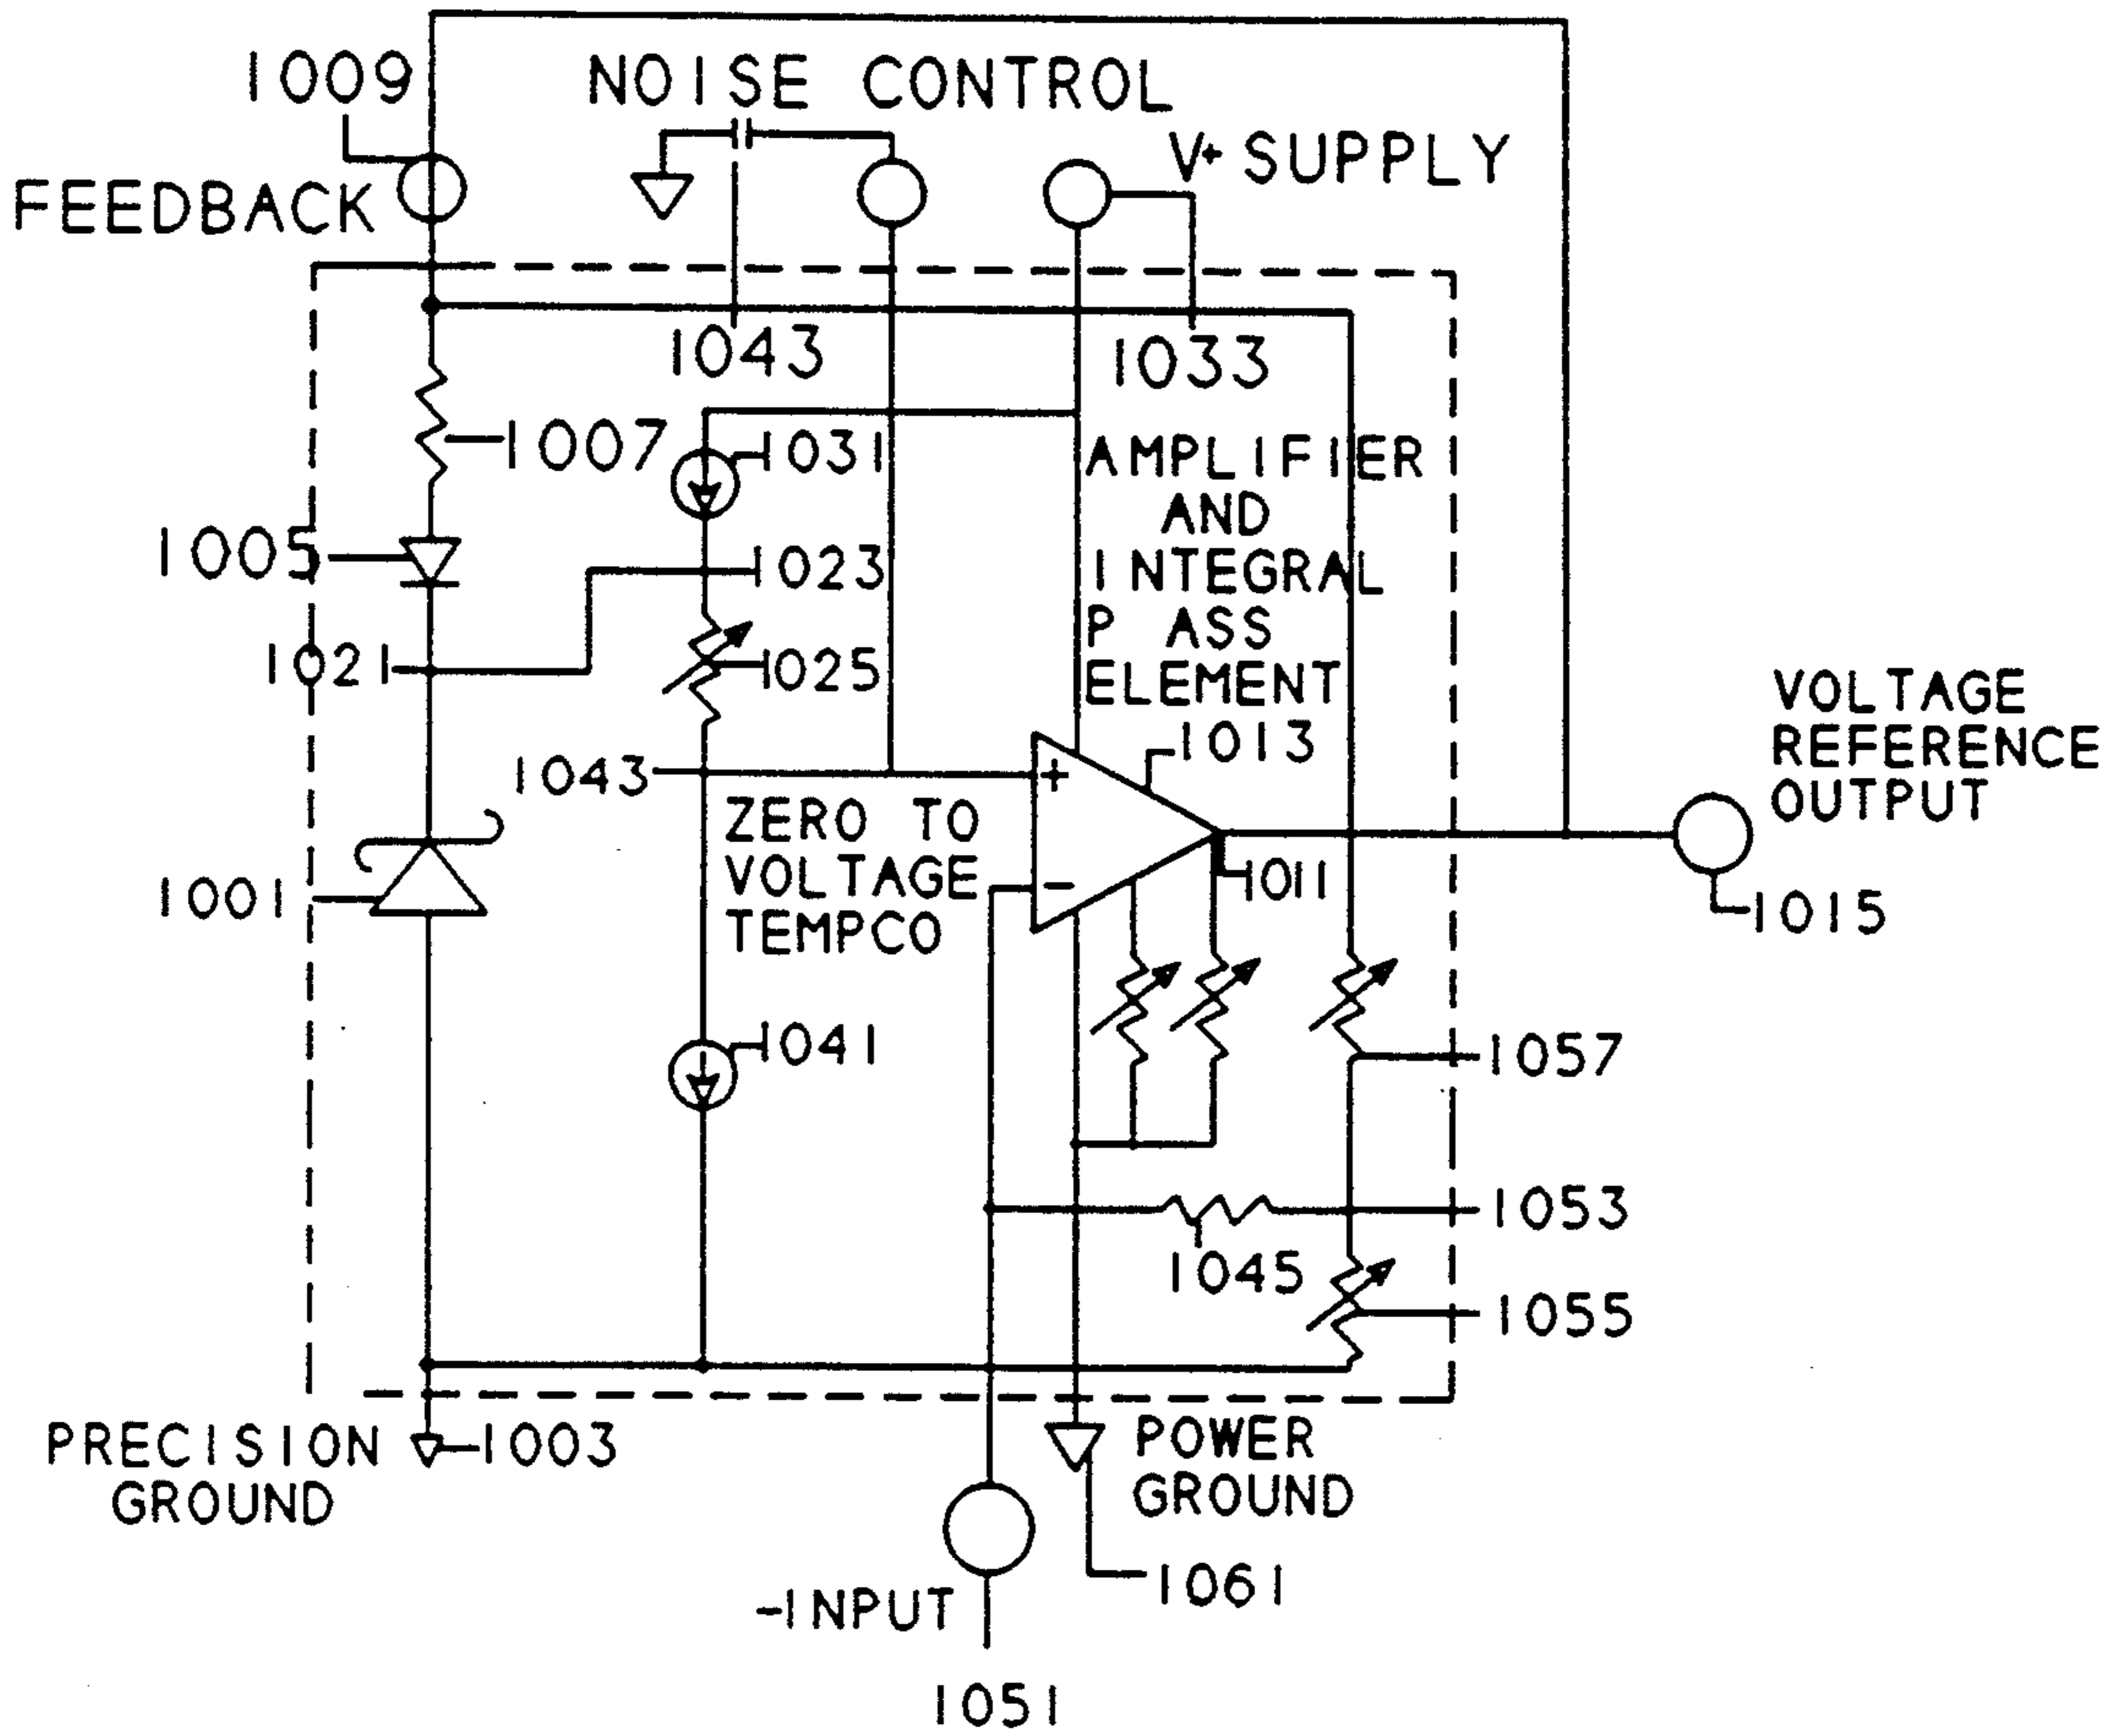 1009
NOISE CONTROL
V+ SUPPLY
FEEDBACK
1043
1033
1007
1031
AMPLIFIER
AND
INTEGRAL
PASS
ELEMENT
1005
1023
1021
1025
1013
VOLTAGE
REFERENCE
OUTPUT
1043
+
ZERO TO
VOLTAGE
TEMPCO
-
1011
1001
1015
1041
1057
1053
1045
1055
PRECISION
GROUND
1003
POWER
GROUND
1061
-INPUT
1051